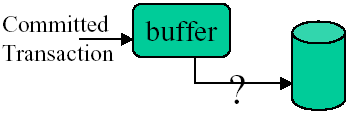 Committed
Transaction
buffer
?